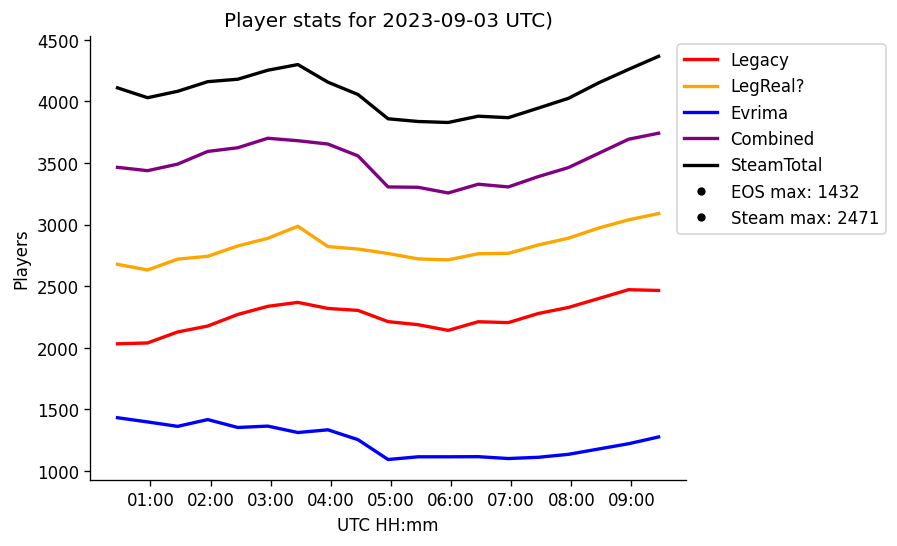 Player stats for 2023-09-03 UTC)
4500
4000
3500
3000
2500
2000
1500
1000
Players
01:00 02:00 03:00 04:00 05:00 06:00 07:00 08:00 09:00
UTC HH:mm
Legacy
LegReal?
Evrima
Combined
SteamTotal
EOS max: 1432
Steam max: 2471